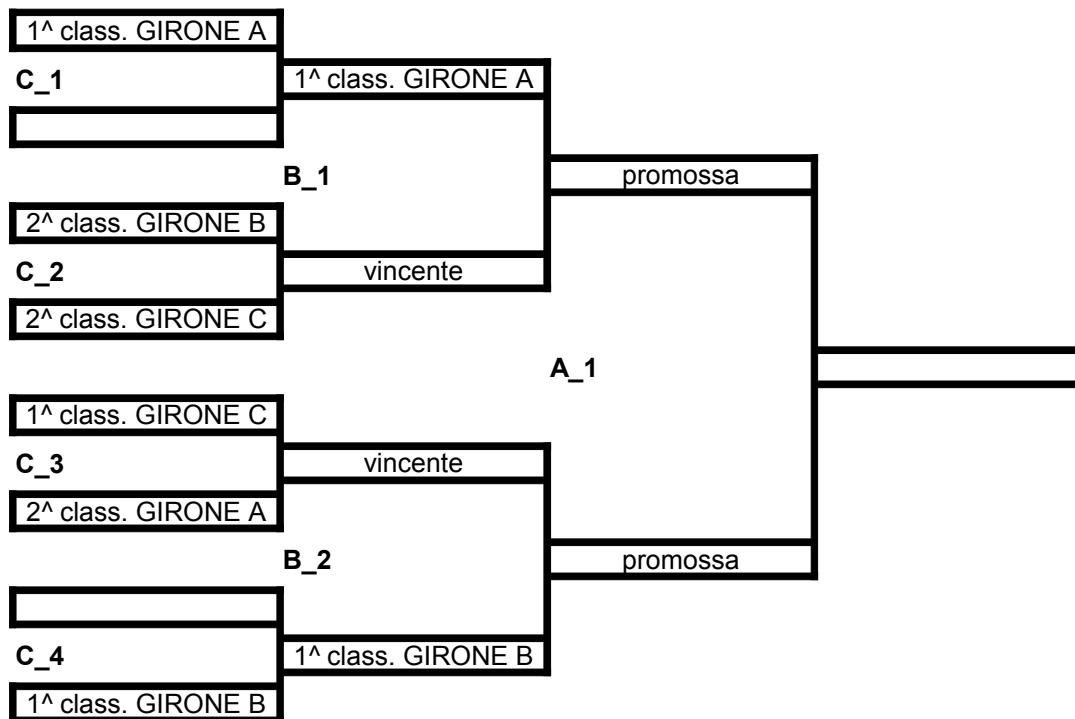 1^ class. GIRONE A
C_1
1^ class. GIRONE A
B_1
promossa
2^ class. GIRONE B
C_2
vincente
2^ class. GIRONE C
A_1
1^ class. GIRONE C
C_3
vincente
2^ class. GIRONE A
B_2
promossa
C_4
1^ class. GIRONE B
1^ class. GIRONE B